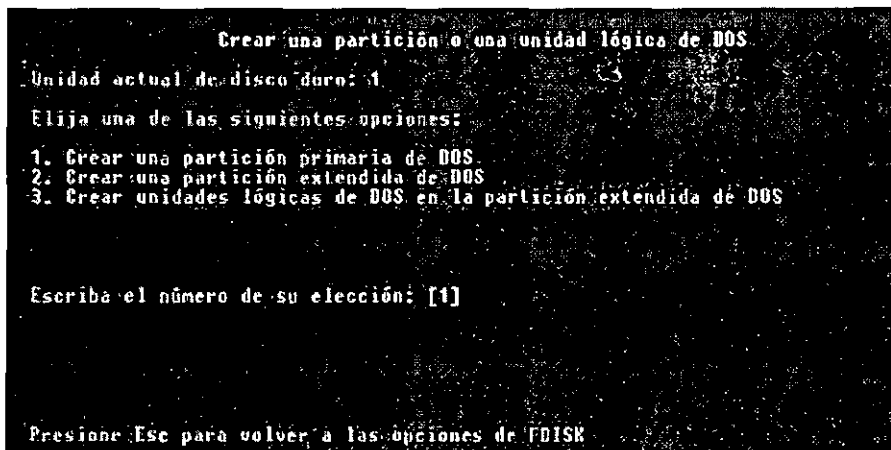 Crear una partición o una unidad lógica de DOS
Unidad actual de disco duro: 1
Elija una de las siguientes opciones:
1. Crear una partición primaria de DOS
2. Crear una partición extendida de DOS
3. Crear unidades lógicas de DOS en la partición extendida de DOS
Escriba el número de su elección: [1]
Presione Esc para volver a las opciones de FDISK